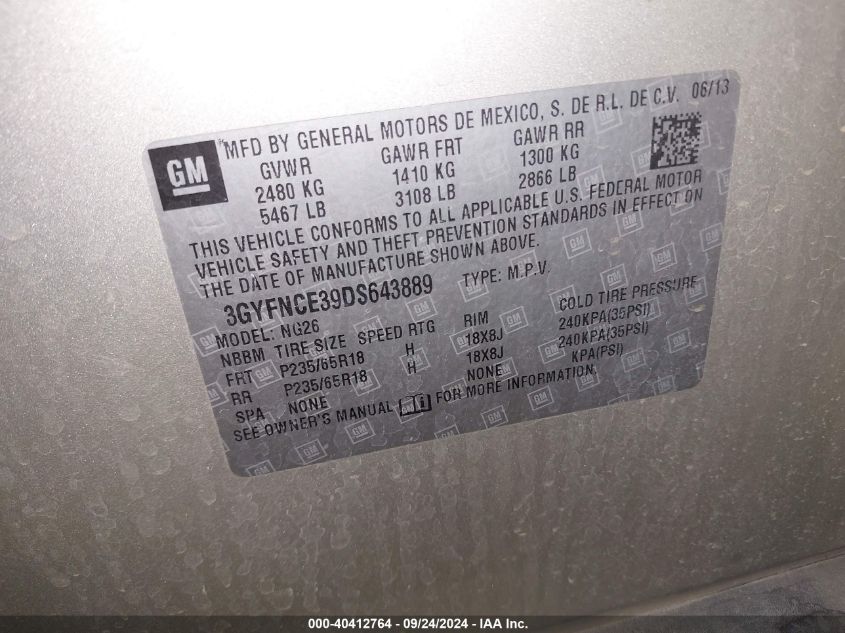 GM
*MFD BY GENERAL MOTORS DE MEXICO, S. DE R.L. DE C.V. 06/13
GVWR GAWR FRT GAWR RR
2480 KG 1410 KG 1300 KG
5467 LB 3108 LB 2866 LB
THIS VEHICLE CONFORMS TO ALL APPLICABLE U.S. FEDERAL MOTOR
VEHICLE SAFETY AND THEFT PREVENTION STANDARDS IN EFFECT ON
THE DATE OF MANUFACTURE SHOWN ABOVE.
3GYFNCE39DS643889 TYPE: M.P.V.
MODEL: NG26
NBBM TIRE SIZE SPEED RTG RIM COLD TIRE PRESSURE
FRT P235/65R18 H 18X8J 240KPA(35PSI)
RR P235/65R18 H 18X8J 240KPA(35PSI)
SPA NONE NONE KPA(PSI)
SEE OWNER'S MANUAL FOR MORE INFORMATION.
000-40412764 / 09/24/2024 - IAA Inc.